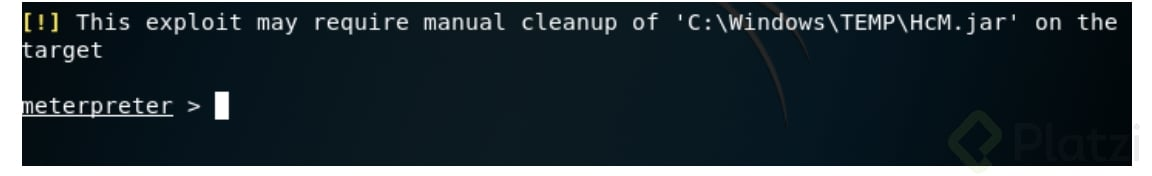 [!] This exploit may require manual cleanup of 'C:\Windows\TEMP\HcM.jar' on the
target
meterpreter >
Platzi